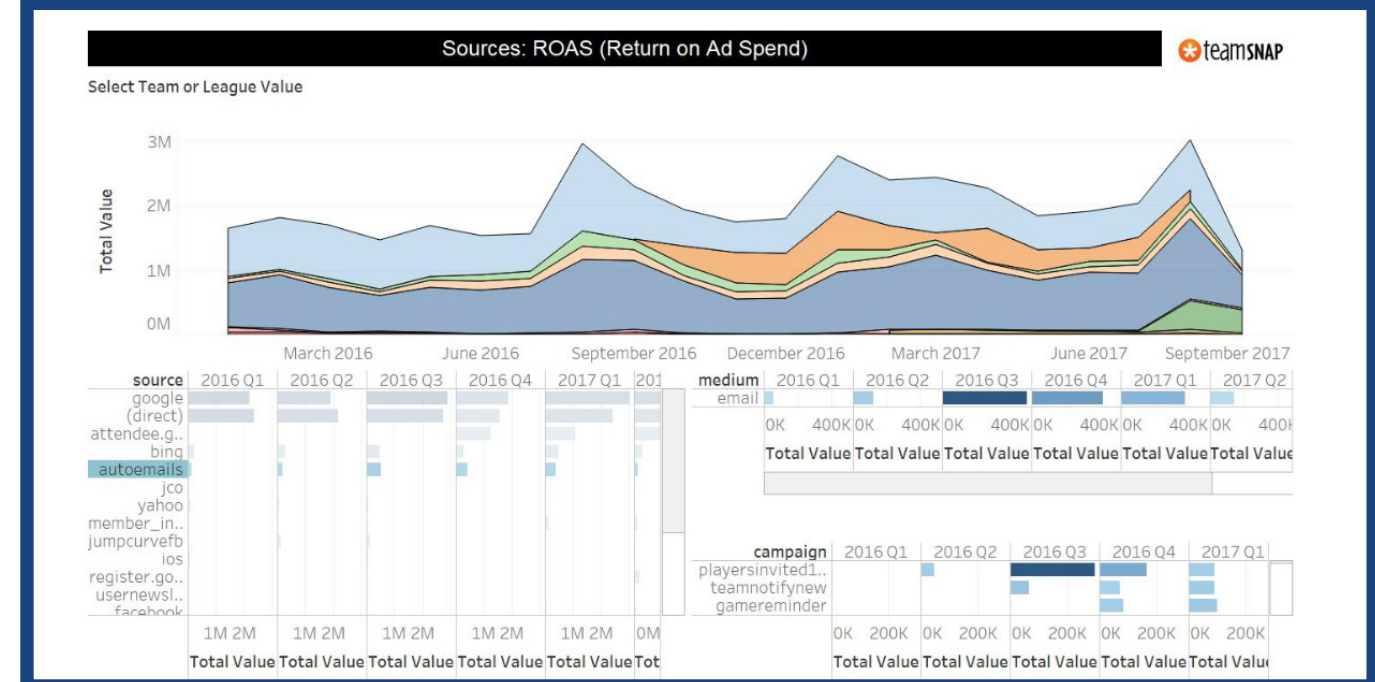 Sources: ROAS (Return on Ad Spend)
teamSNAP
Select Team or League Value
Total Value
3M
2M
1M
0M
March 2016 June 2016 September 2016 December 2016 March 2017 June 2017 September 2017
source 2016 Q1 2016 Q2 2016 Q3 2016 Q4 2017 Q1 201
google
(direct)
attendee.g..
bing
autoemails
jco
yahoo
member_in..
jumpcurvefb
ios
register.go..
usernewsl..
facebook
1M 2M 1M 2M 1M 2M 1M 2M 1M 2M 0M
Total Value Total Value Total Value Total Value Total Value Tot
medium 2016 Q1 2016 Q2 2016 Q3 2016 Q4 2017 Q1 2017 Q2
email
0K 400K 0K 400K 0K 400K 0K 400K 0K 400K 0K 400K
Total Value Total Value Total Value Total Value Total Value Total Value
campaign 2016 Q1 2016 Q2 2016 Q3 2016 Q4 2017 Q1
playersinvited1..
teamnotifynew
gamereminder
0K 200K 0K 200K 0K 200K 0K 200K 0K 200K
Total Value Total Value Total Value Total Value Total Value